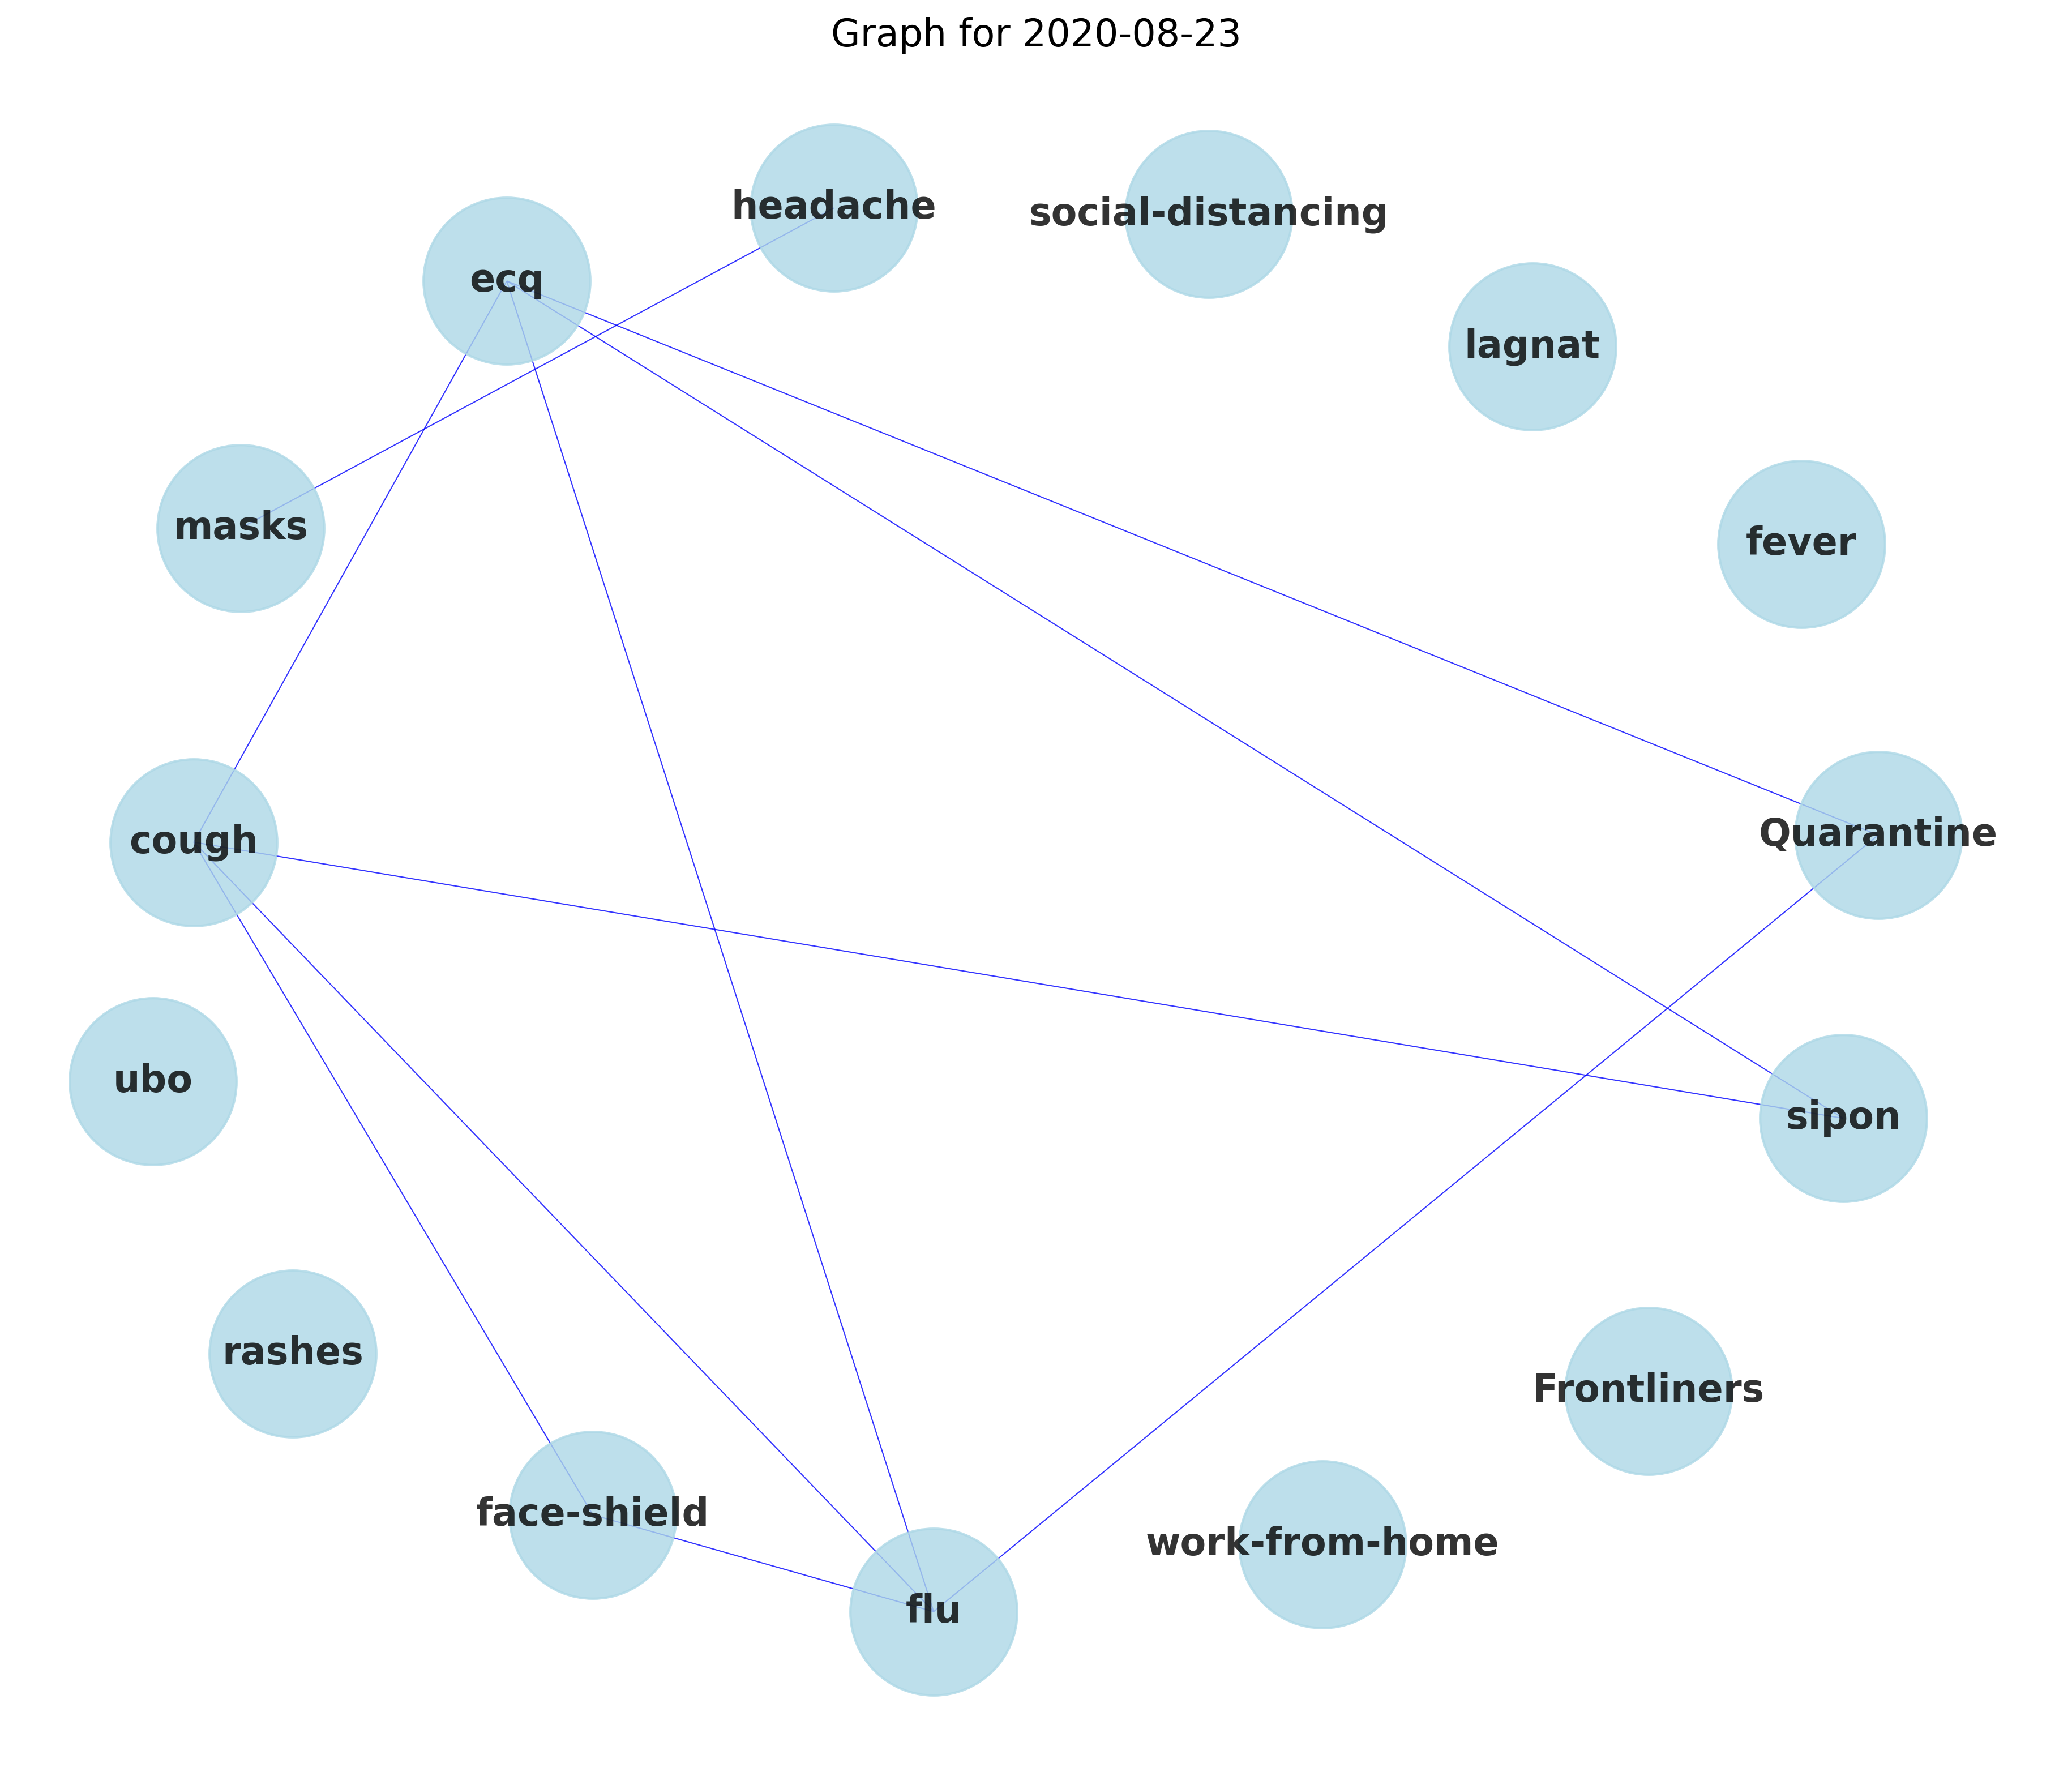 Graph for 2020-08-23
headache
social-distancing
ecq
lagnat
masks
fever
Quarantine
cough
ubo
sipon
rashes
Frontliners
face-shield
work-from-home
flu